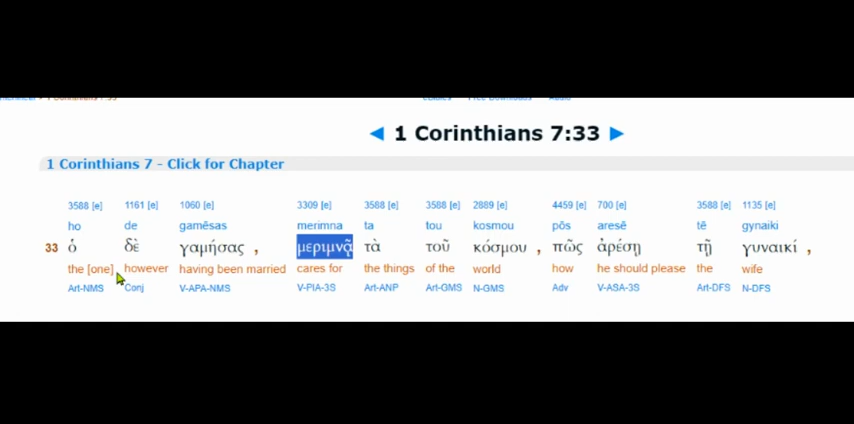 ◄ 1 Corinthians 7:33 ►
1 Corinthians 7 - Click for Chapter
3588 [e] 1161 [e] 1060 [e] 3309 [e] 3588 [e] 3588 [e] 2889 [e] 4459 [e] 700 [e] 3588 [e] 1135 [e]
ho de gamēsas merimna ta tou kosmou pōs aresē tē gynaiki
33 ὁ δὲ γαμήσας , μεριμνᾷ τὰ τοῦ κόσμου , πῶς ἀρέσῃ τῇ γυναικί ,
the [one] however having been married cares for the things of the world how he should please the wife
Art-NMS Conj V-APA-NMS V-PIA-3S Art-ANP Art-GMS N-GMS Adv V-ASA-3S Art-DFS N-DFS